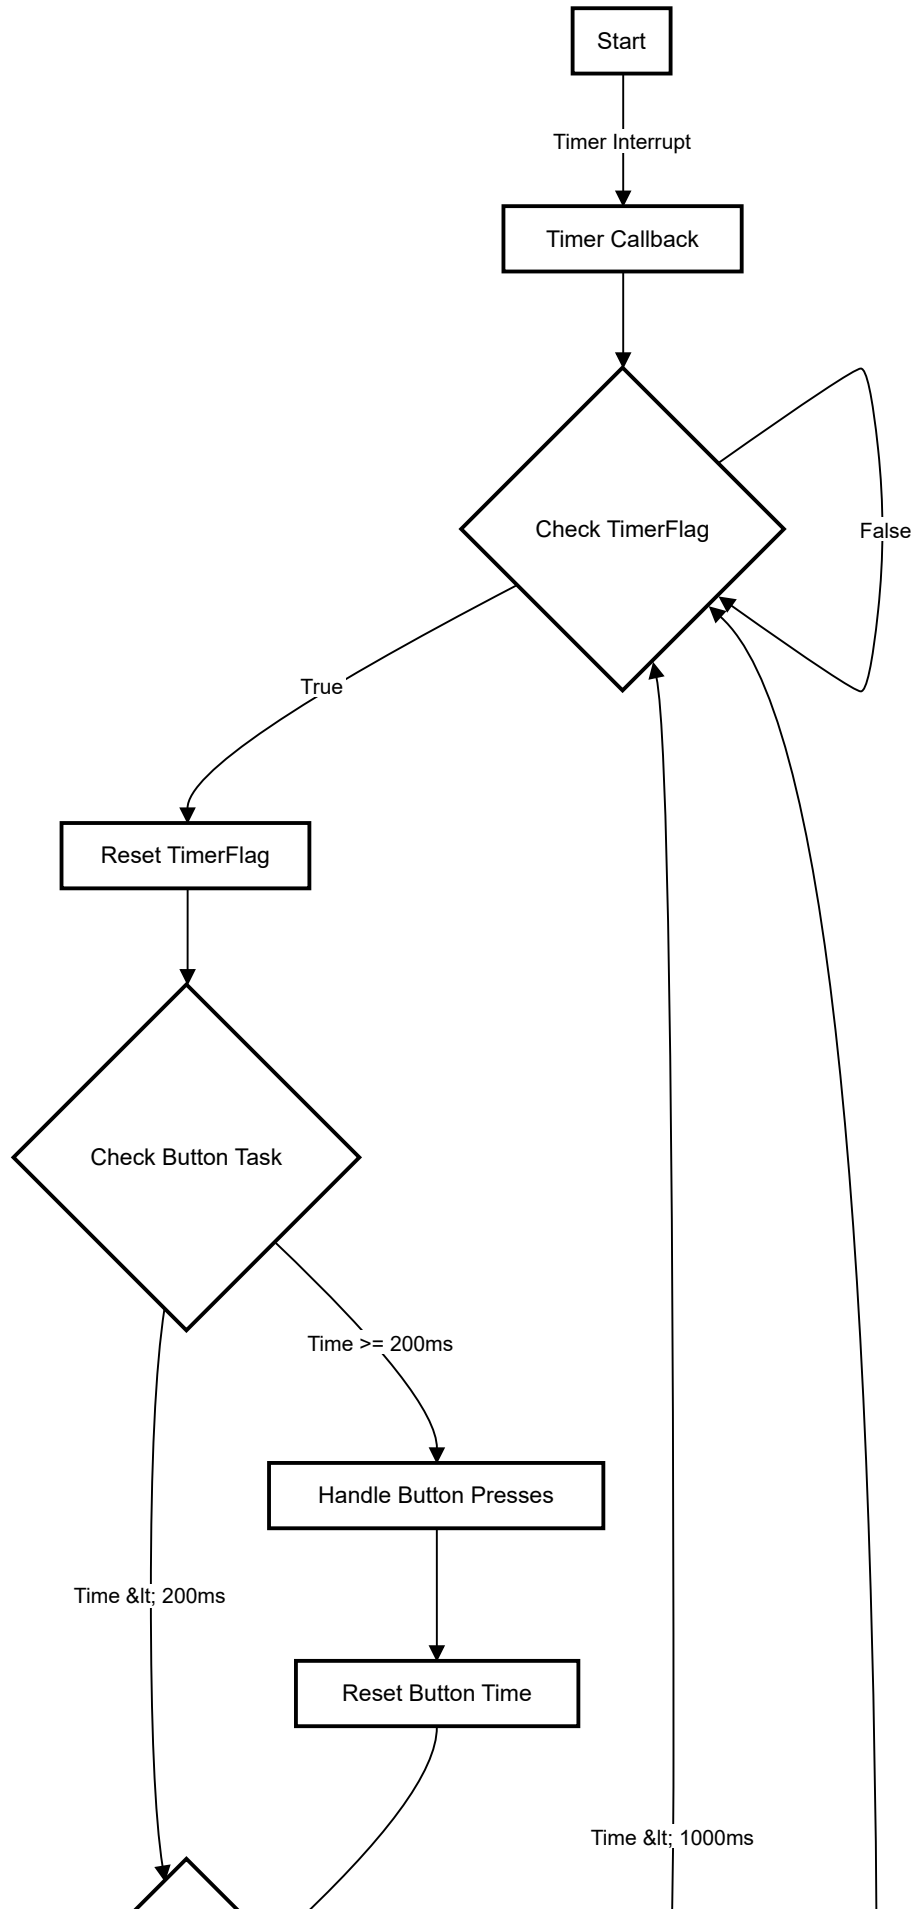 Start
Timer Interrupt
Timer Callback
Check TimerFlag
False
True
Reset TimerFlag
Check Button Task
Time >= 200ms
Handle Button Presses
Time &lt; 200ms
Reset Button Time
Time &lt; 1000ms